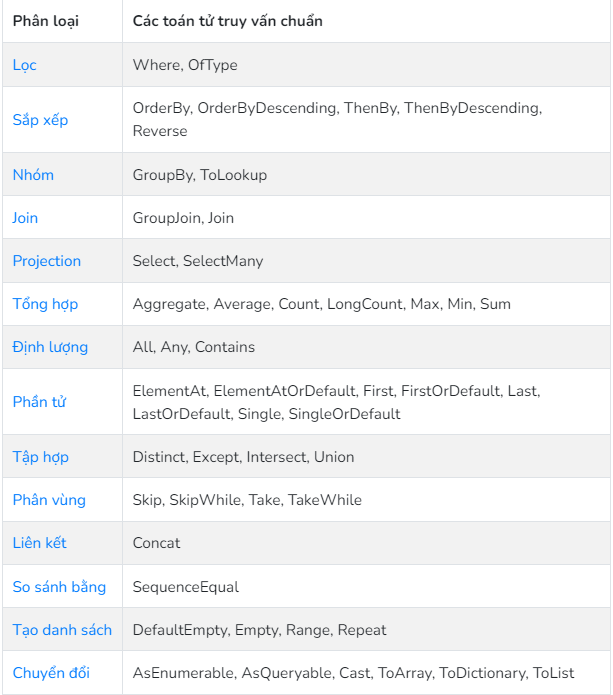 Phân loại Các toán tử truy vấn chuẩn
Lọc Where, OfType
Sắp xếp OrderBy, OrderByDescending, ThenBy, ThenByDescending,
Reverse
Nhóm GroupBy, ToLookup
Join GroupJoin, Join
Projection Select, SelectMany
Tổng hợp Aggregate, Average, Count, LongCount, Max, Min, Sum
Định lượng All, Any, Contains
Phần tử ElementAt, ElementAtOrDefault, First, FirstOrDefault, Last,
LastOrDefault, Single, SingleOrDefault
Tập hợp Distinct, Except, Intersect, Union
Phân vùng Skip, SkipWhile, Take, TakeWhile
Liên kết Concat
So sánh bằng SequenceEqual
Tạo danh sách DefaultEmpty, Empty, Range, Repeat
Chuyển đổi AsEnumerable, AsQueryable, Cast, ToArray, ToDictionary, ToList